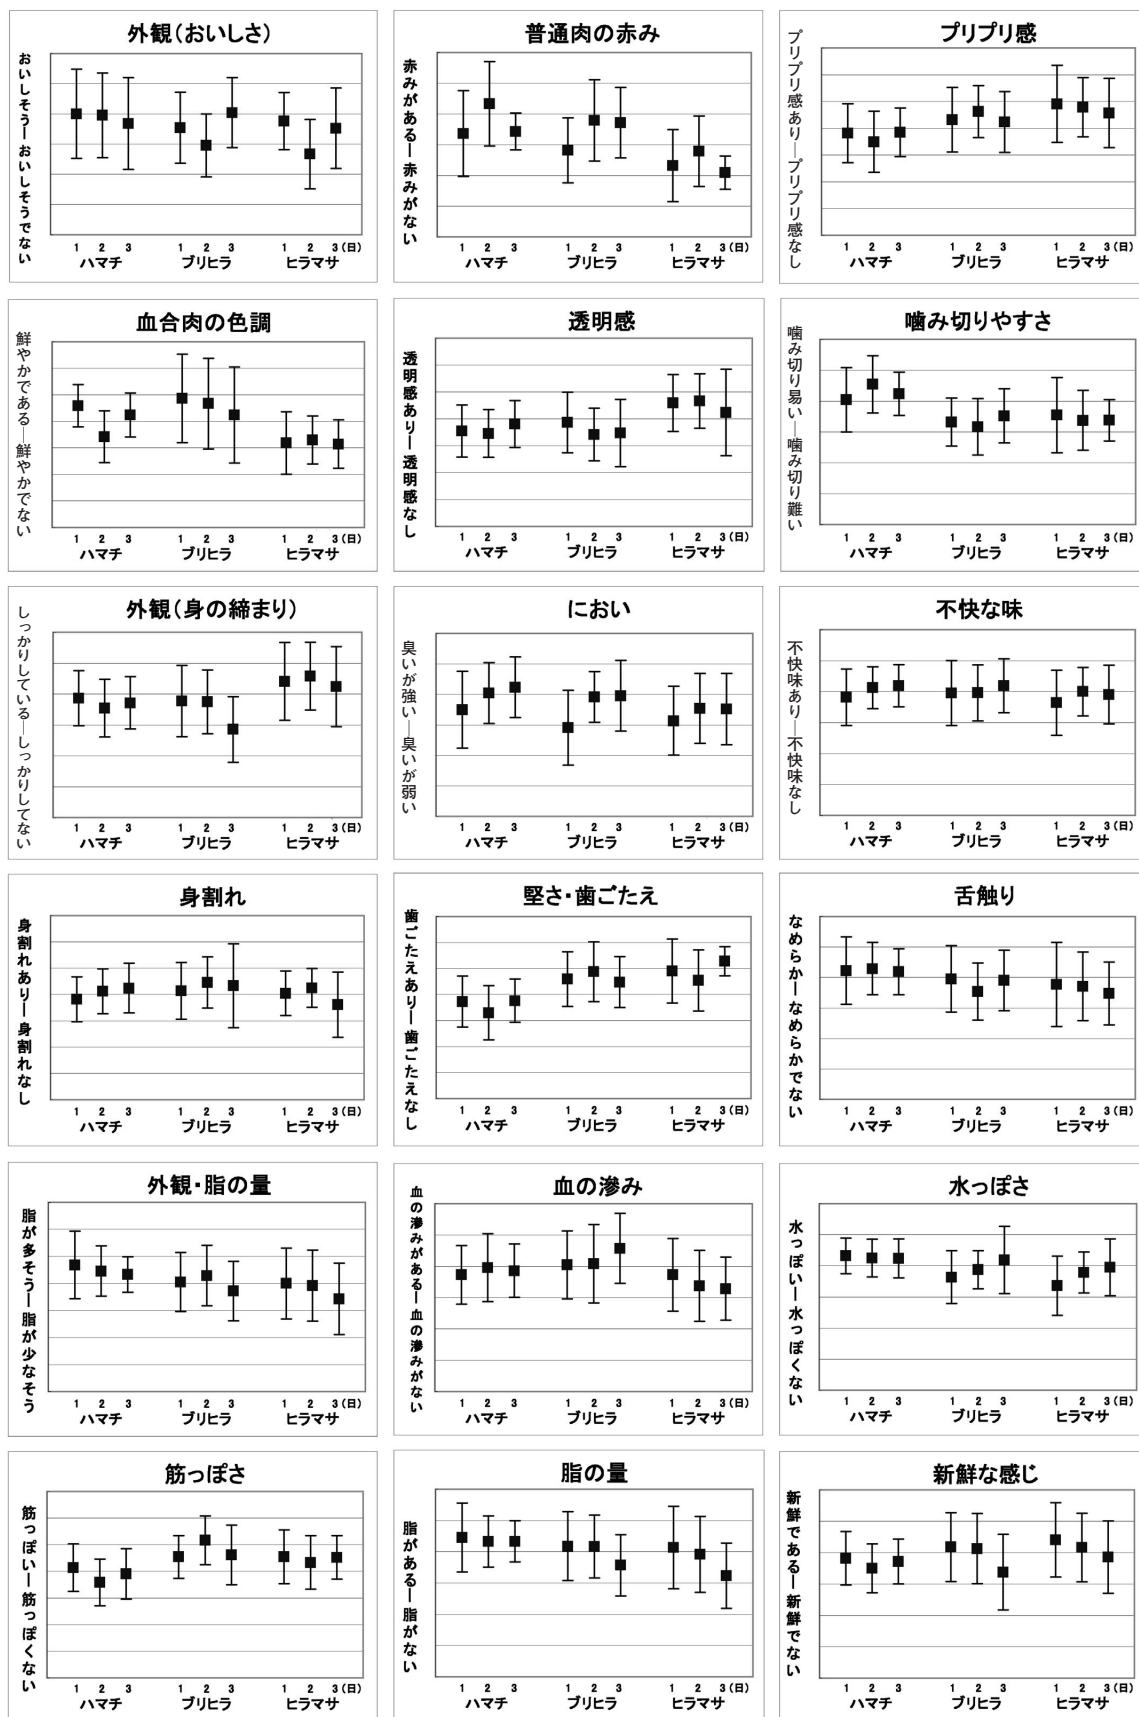 外観(おいしさ)
おいしそう―おいしそうでない
1 2 3 1 2 3 1 2 3(日)
ハマチ ブリヒラ ヒラマサ
普通肉の赤み
赤みがある―赤みがない
1 2 3 1 2 3 1 2 3(日)
ハマチ ブリヒラ ヒラマサ
プリプリ感
プリプリ感あり―プリプリ感なし
1 2 3 1 2 3 1 2 3(日)
ハマチ ブリヒラ ヒラマサ
血合肉の色調
鮮やかである―鮮やかでない
1 2 3 1 2 3 1 2 3(日)
ハマチ ブリヒラ ヒラマサ
透明感
透明感あり―透明感なし
1 2 3 1 2 3 1 2 3(日)
ハマチ ブリヒラ ヒラマサ
噛み切りやすさ
噛み切り易い―噛み切り難い
1 2 3 1 2 3 1 2 3(日)
ハマチ ブリヒラ ヒラマサ
外観(身の締まり)
しっかりしている―しっかりしてない
1 2 3 1 2 3 1 2 3(日)
ハマチ ブリヒラ ヒラマサ
におい
臭いが強い―臭いが弱い
1 2 3 1 2 3 1 2 3(日)
ハマチ ブリヒラ ヒラマサ
不快な味
不快味あり―不快味なし
1 2 3 1 2 3 1 2 3(日)
ハマチ ブリヒラ ヒラマサ
身割れ
身割れあり―身割れなし
1 2 3 1 2 3 1 2 3(日)
ハマチ ブリヒラ ヒラマサ
堅さ・歯ごたえ
歯ごたえあり―歯ごたえなし
1 2 3 1 2 3 1 2 3(日)
ハマチ ブリヒラ ヒラマサ
舌触り
なめらか―なめらかでない
1 2 3 1 2 3 1 2 3(日)
ハマチ ブリヒラ ヒラマサ
外観・脂の量
脂が多そう―脂が少なそう
1 2 3 1 2 3 1 2 3(日)
ハマチ ブリヒラ ヒラマサ
血の滲み
血の滲みがある―血の滲みがない
1 2 3 1 2 3 1 2 3(日)
ハマチ ブリヒラ ヒラマサ
水っぽさ
水っぽい―水っぽくない
1 2 3 1 2 3 1 2 3(日)
ハマチ ブリヒラ ヒラマサ
筋っぽさ
筋っぽい―筋っぽくない
1 2 3 1 2 3 1 2 3(日)
ハマチ ブリヒラ ヒラマサ
脂の量
脂がある―脂がない
1 2 3 1 2 3 1 2 3(日)
ハマチ ブリヒラ ヒラマサ
新鮮な感じ
新鮮である―新鮮でない
1 2 3 1 2 3 1 2 3(日)
ハマチ ブリヒラ ヒラマサ